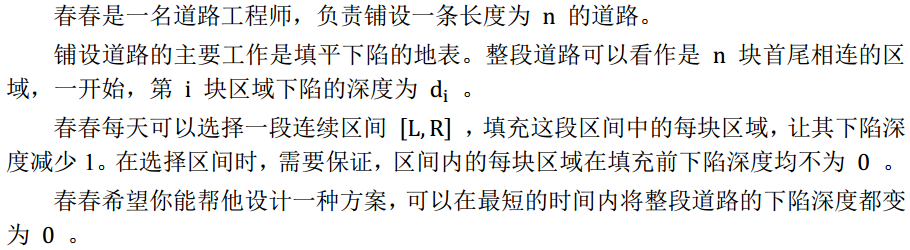 春春是一名道路工程师，负责铺设一条长度为 n 的道路。
铺设道路的主要工作是填平下陷的地表。整段道路可以看作是 n 块首尾相连的区
域，一开始，第 i 块区域下陷的深度为 dᵢ 。
春春每天可以选择一段连续区间 [L,R] ，填充这段区间中的每块区域，让其下陷深
度减少 1。在选择区间时，需要保证，区间内的每块区域在填充前下陷深度均不为 0 。
春春希望你能帮他设计一种方案，可以在最短的时间内将整段道路的下陷深度都变
为 0 。